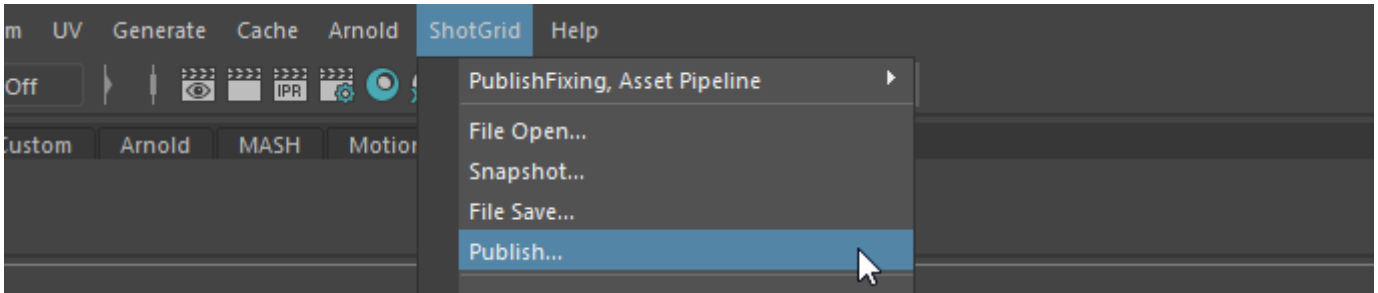 UV Generate Cache Arnold ShotGrid Help
PublishFixing, Asset Pipeline
Off
IPR
File Open...
Custom Arnold MASH Motion
Snapshot...
File Save...
Publish...